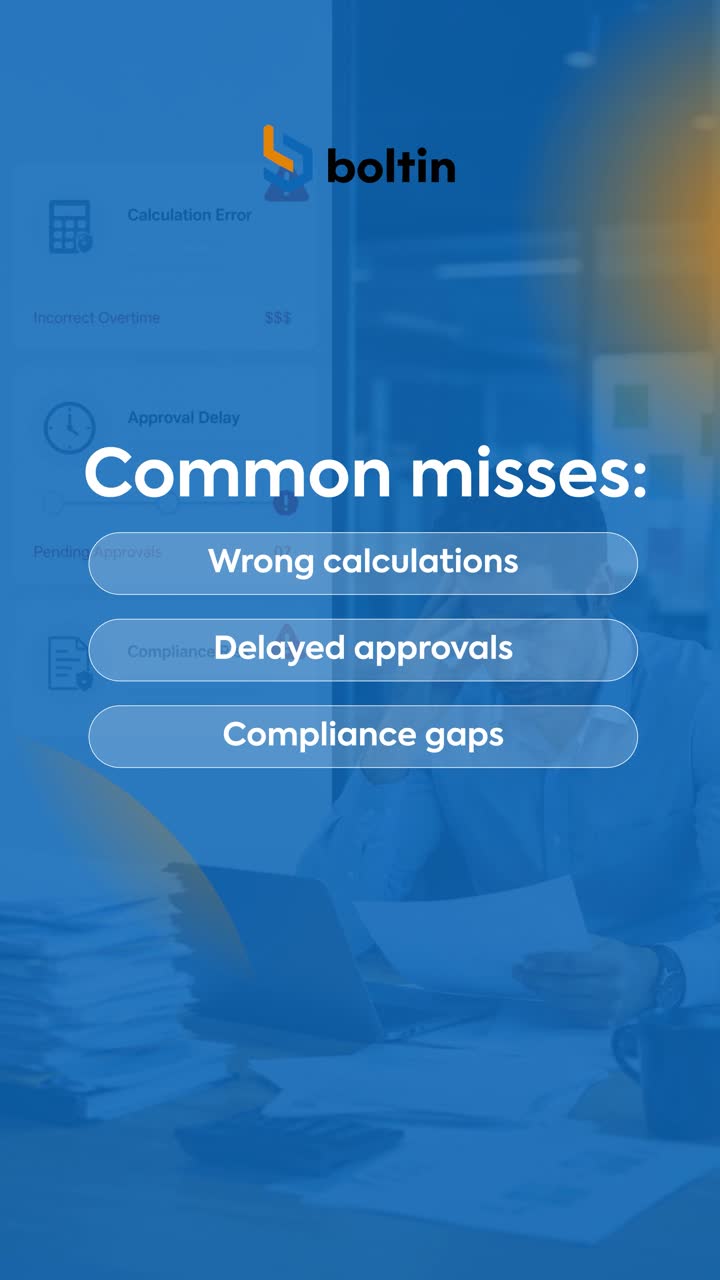 boltin
Calculation Error
Incorrect Overtime $$$
Approval Delay
Common misses:
Pending Approvals
Wrong calculations
Compliance
Delayed approvals
Compliance gaps